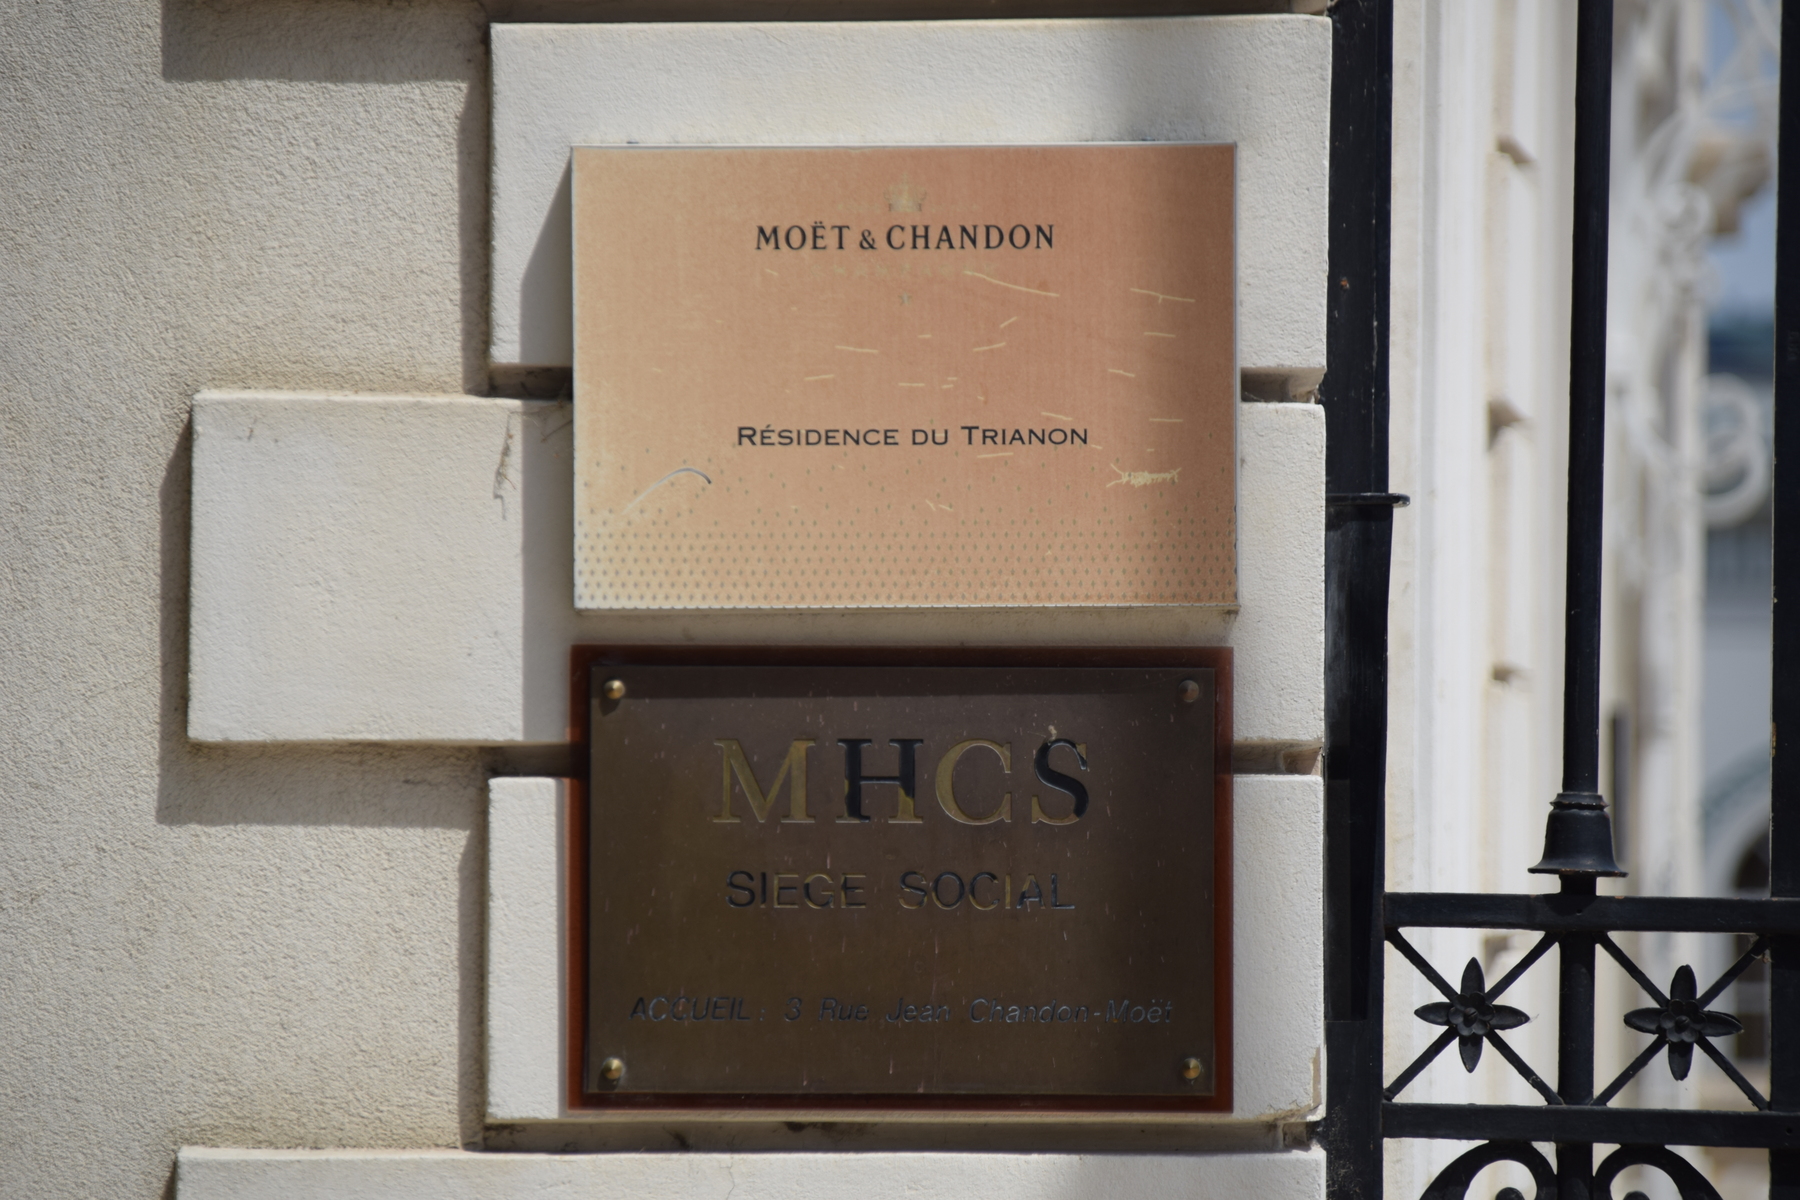 MOËT & CHANDON
RÉSIDENCE DU TRIANON
MHCS
SIEGE SOCIAL
ACCUEIL : 3 Rue Jean Chandon-Moët